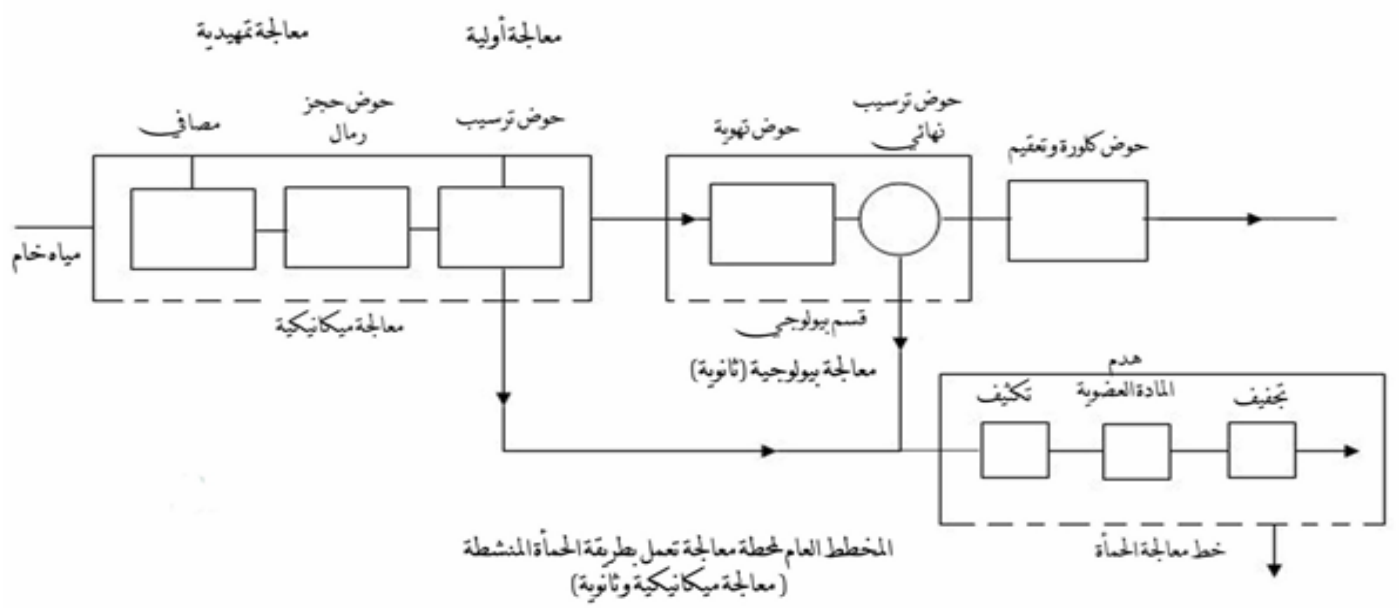 معالجة تمهيدية
معالجة أولية
مصافي
حوض حجز
رمال
حوض ترسيب
حوض تهوية
حوض ترسيب
نهائي
حوض كلورة وتعقيم
مياه خام
معالجة ميكانيكية
قسم بيولوجي
معالجة بيولوجية (ثانوية)
تكثيف
هدم
المادة العضوية
تجفيف
خط معالجة الحمأة
المخطط العام لمحطة معالجة تعمل بطريقة الحمأة المنشطة
(معالجة ميكانيكية وثانوية)